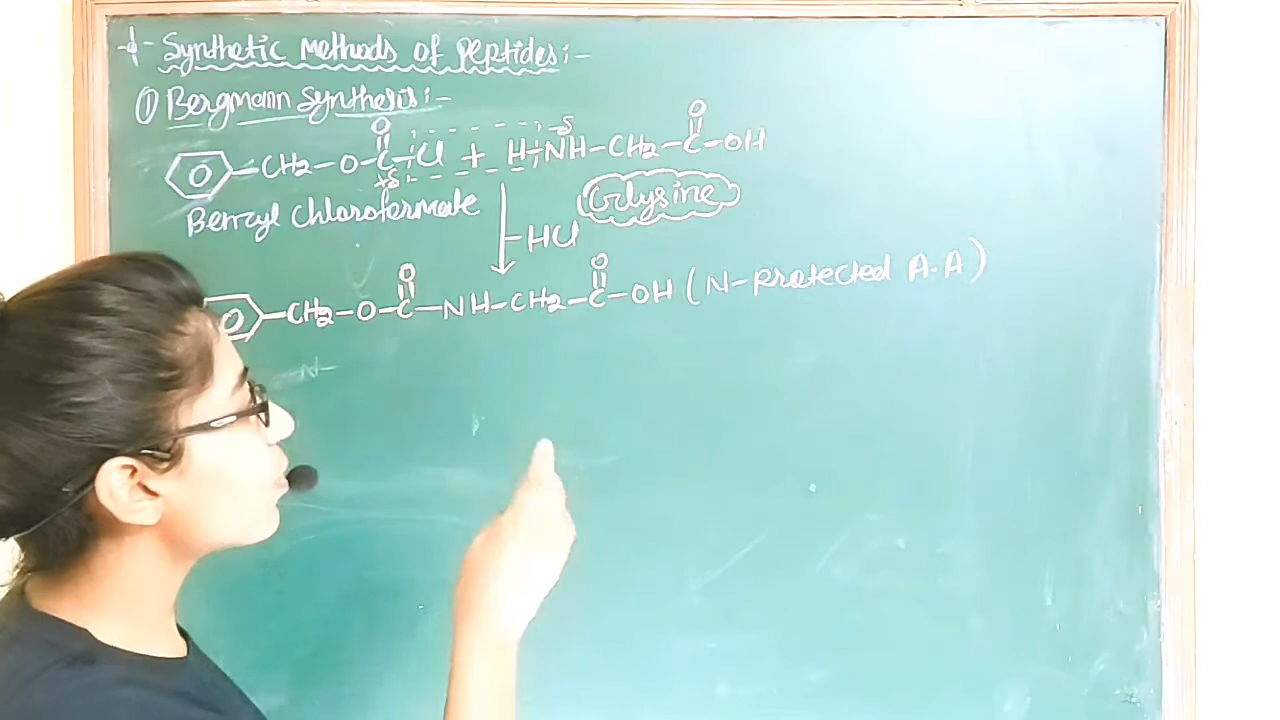 Synthetic Methods of Peptides:-
① Bergmann Synthesis:-
CH2-O-C(=O)-Cl + H-NH-CH2-C(=O)-OH
+δ -δ
Benzyl Chloroformate Glysine
-HCl
CH2-O-C(=O)-NH-CH2-C(=O)-OH (N-Protected A.A)